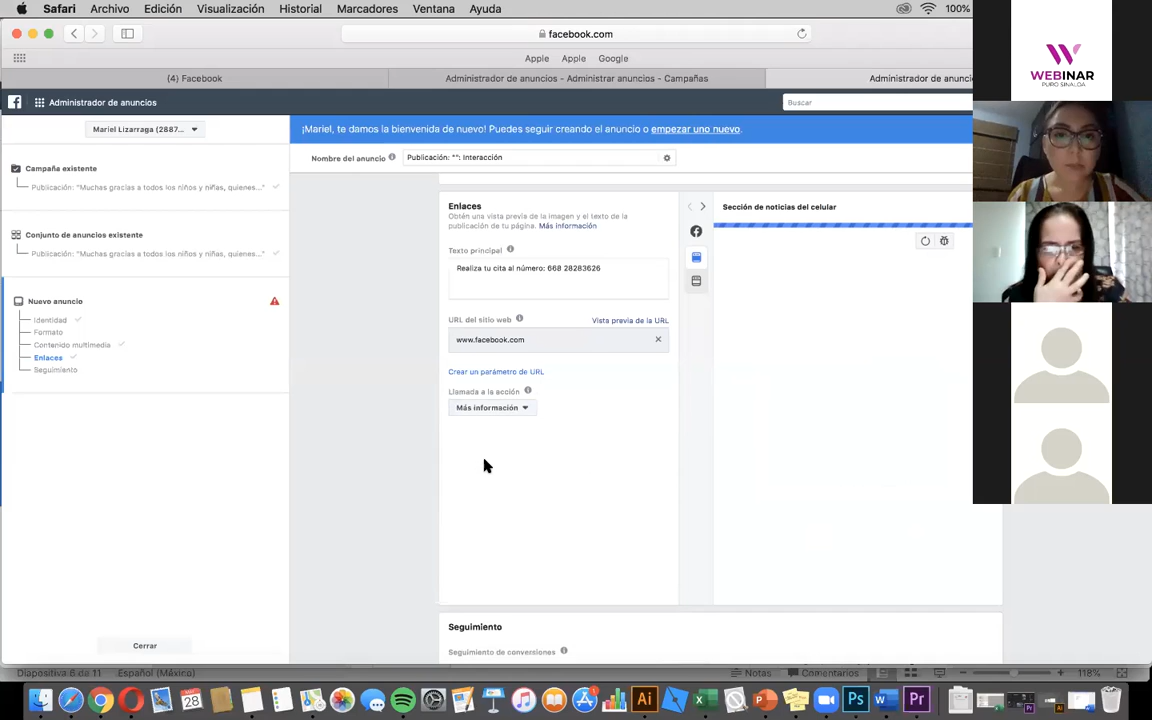 Safari Archivo Edición Visualización Historial Marcadores Ventana Ayuda 100%
facebook.com
Apple Apple Google
(4) Facebook Administrador de anuncios - Administrar anuncios - Campañas Administrador de anuncio
Administrador de anuncios Buscar
Mariel Lizarraga (2887...
¡Mariel, te damos la bienvenida de nuevo! Puedes seguir creando el anuncio o empezar uno nuevo.
Nombre del anuncio Publicación: "": Interacción
Campaña existente
Publicación: "Muchas gracias a todos los niños y niñas, quienes..."
Conjunto de anuncios existente
Publicación: "Muchas gracias a todos los niños y niñas, quienes..."
Nuevo anuncio
Identidad
Formato
Contenido multimedia
Enlaces
Seguimiento
Cerrar
Enlaces
Obtén una vista previa de la imagen y el texto de la
publicación de tu página. Más información
Texto principal
Realiza tu cita al número: 668 28283626
URL del sitio web Vista previa de la URL
www.facebook.com
Crear un parámetro de URL
Llamada a la acción
Más información
Sección de noticias del celular
Seguimiento
Seguimiento de conversiones
WEBINAR
PURO SINALOA
Diapositiva 6 de 11 Español (México) Notas Comentarios 118%
28
Ai
Ps
Pr